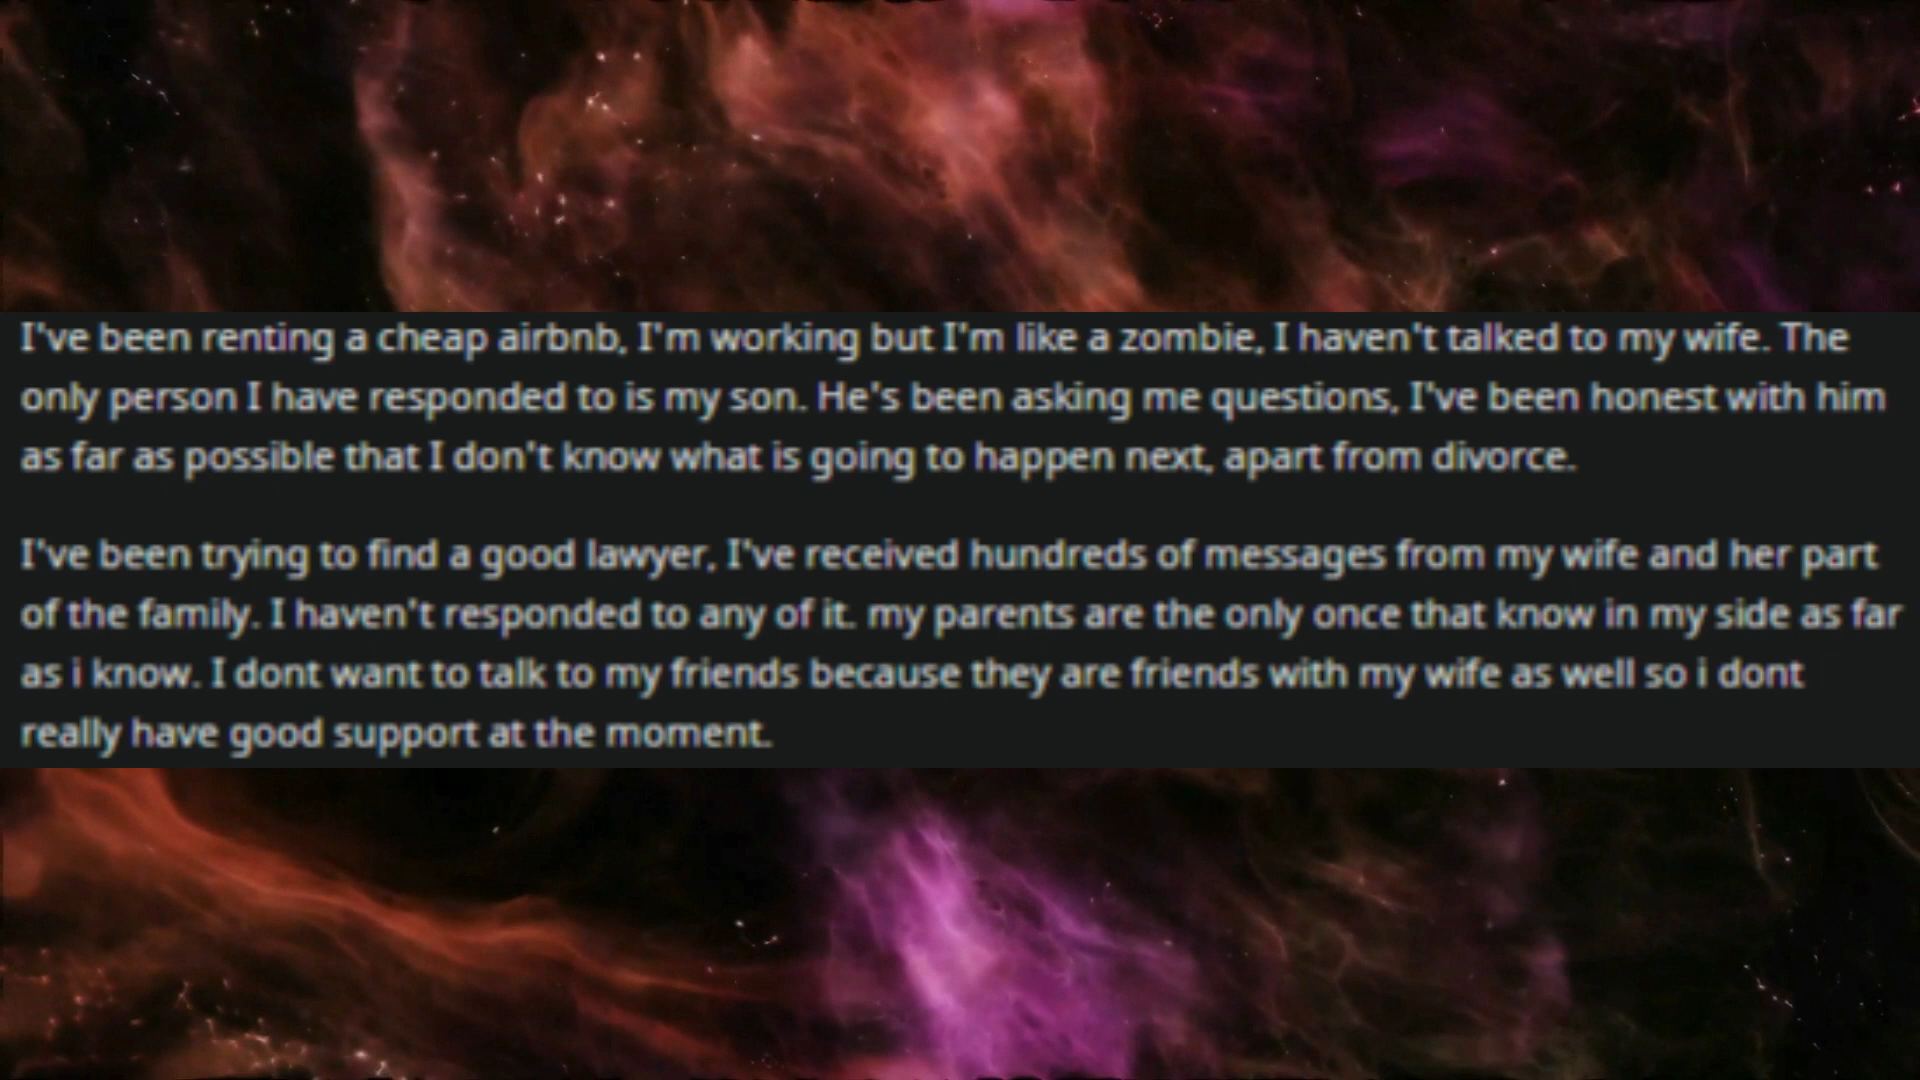 I've been renting a cheap airbnb, I'm working but I'm like a zombie, I haven't talked to my wife. The
only person I have responded to is my son. He's been asking me questions, I've been honest with him
as far as possible that I don't know what is going to happen next, apart from divorce.
I've been trying to find a good lawyer, I've received hundreds of messages from my wife and her part
of the family. I haven't responded to any of it. my parents are the only once that know in my side as far
as i know. I dont want to talk to my friends because they are friends with my wife as well so i dont
really have good support at the moment.